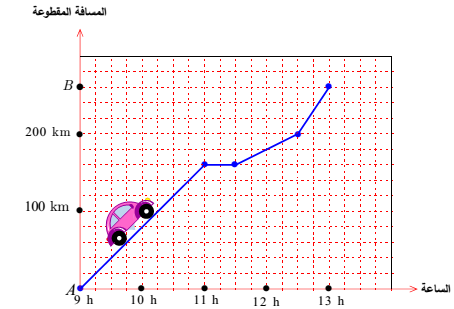 المسافة المقطوعة
B
200 km
100 km
A
الساعة
9 h 10 h 11 h 12 h 13 h